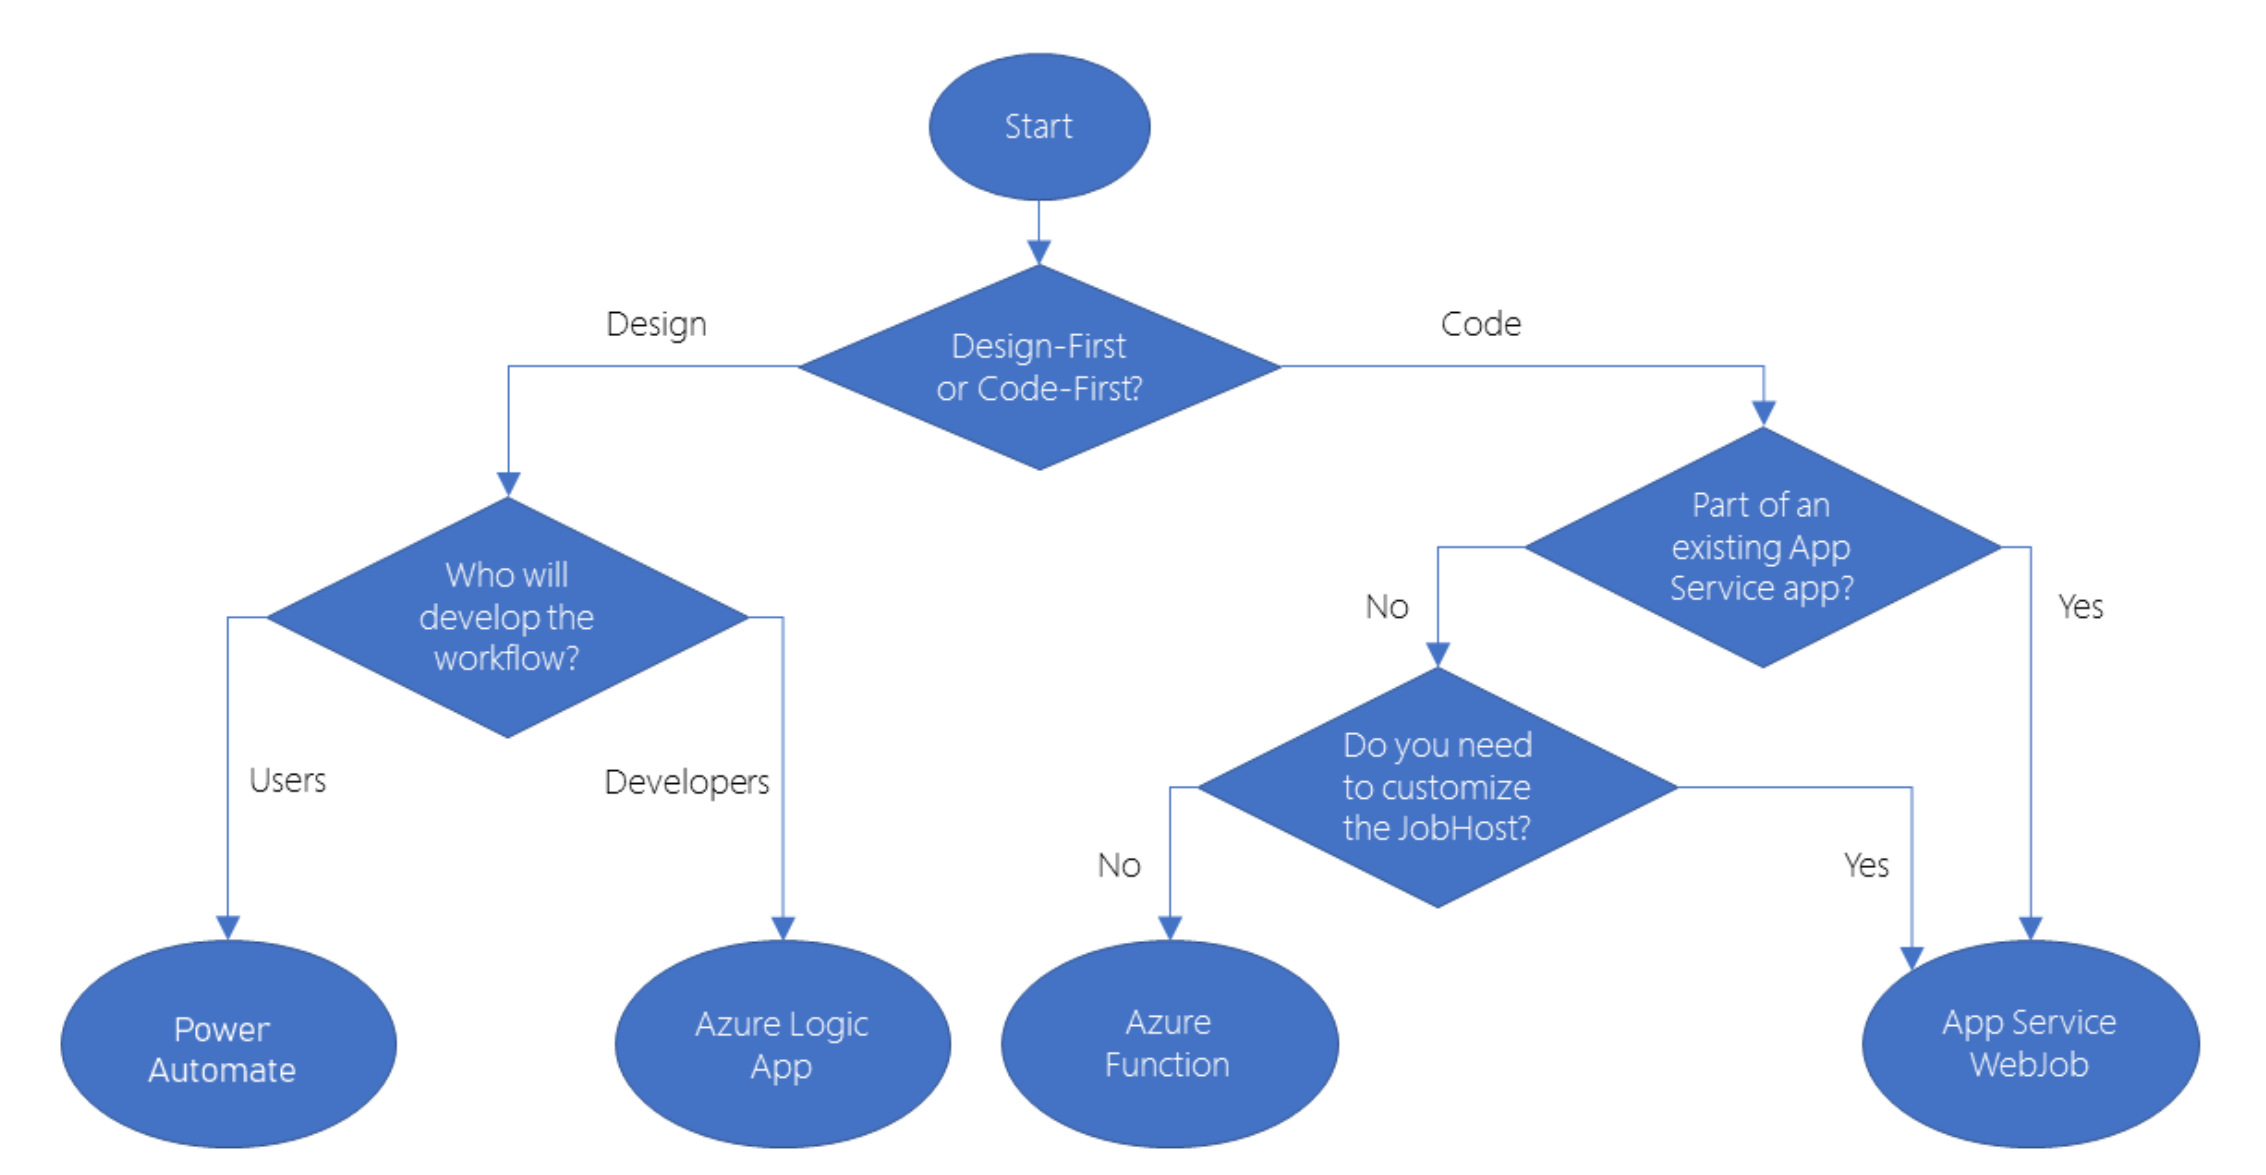 Start
Design
Code
Design-First
or Code-First?
Part of an
existing App
Service app?
Who will
develop the
workflow?
No
Yes
Do you need
to customize
the JobHost?
Users
Developers
No
Yes
Power
Automate
Azure Logic
App
Azure
Function
App Service
WebJob